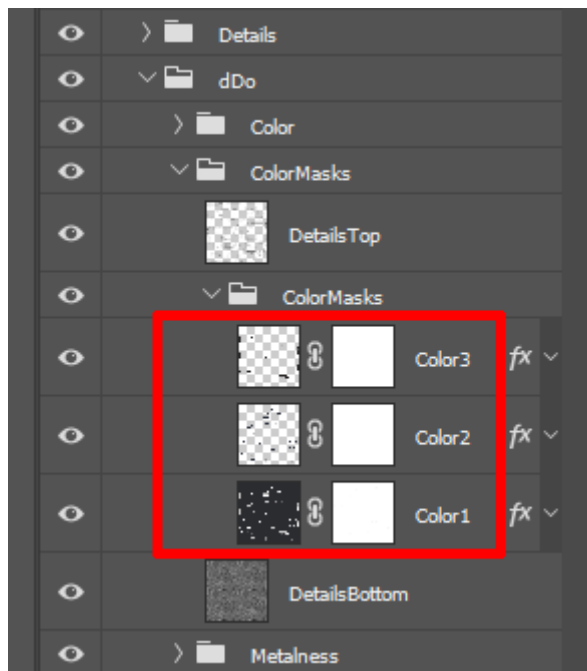 Details
dDo
Color
ColorMasks
DetailsTop
ColorMasks
Color3 fx
Color2 fx
Color1 fx
DetailsBottom
Metalness